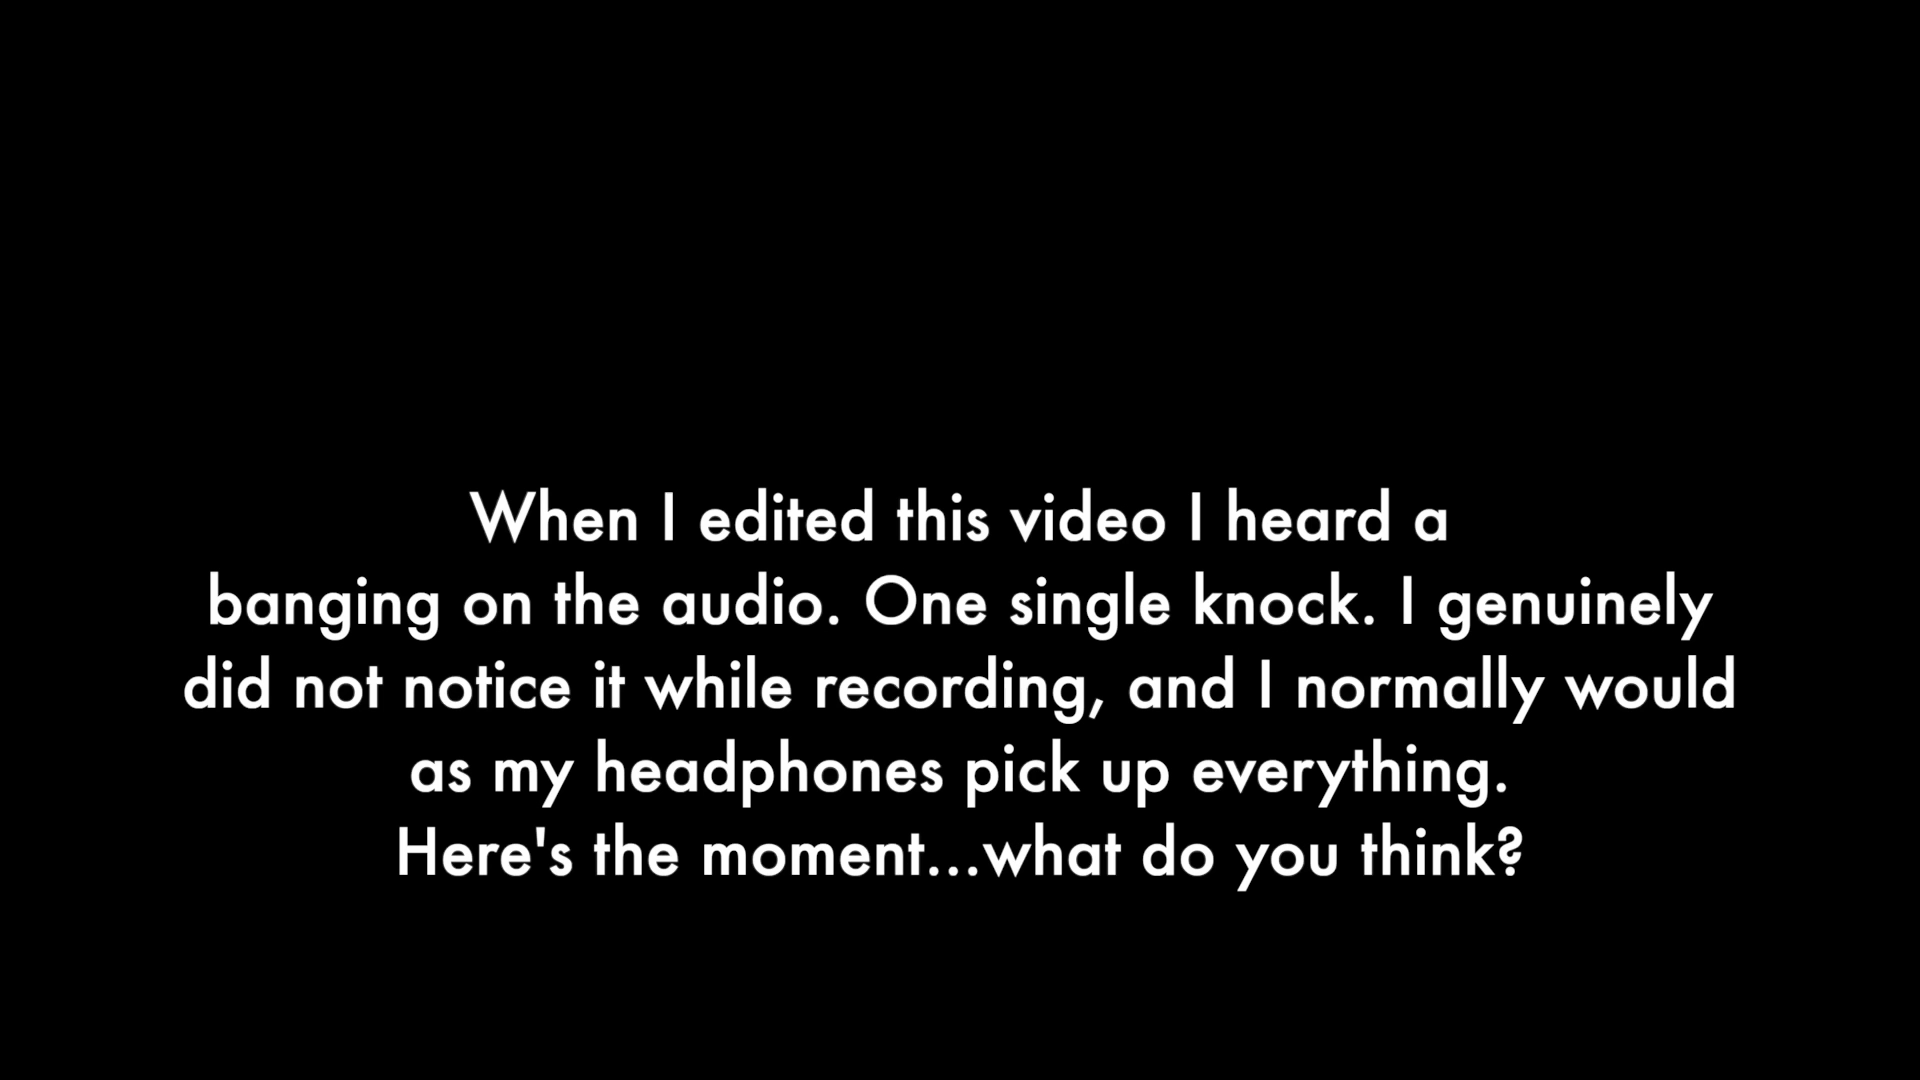 When I edited this video I heard a
banging on the audio. One single knock. I genuinely
did not notice it while recording, and I normally would
as my headphones pick up everything.
Here's the moment...what do you think?